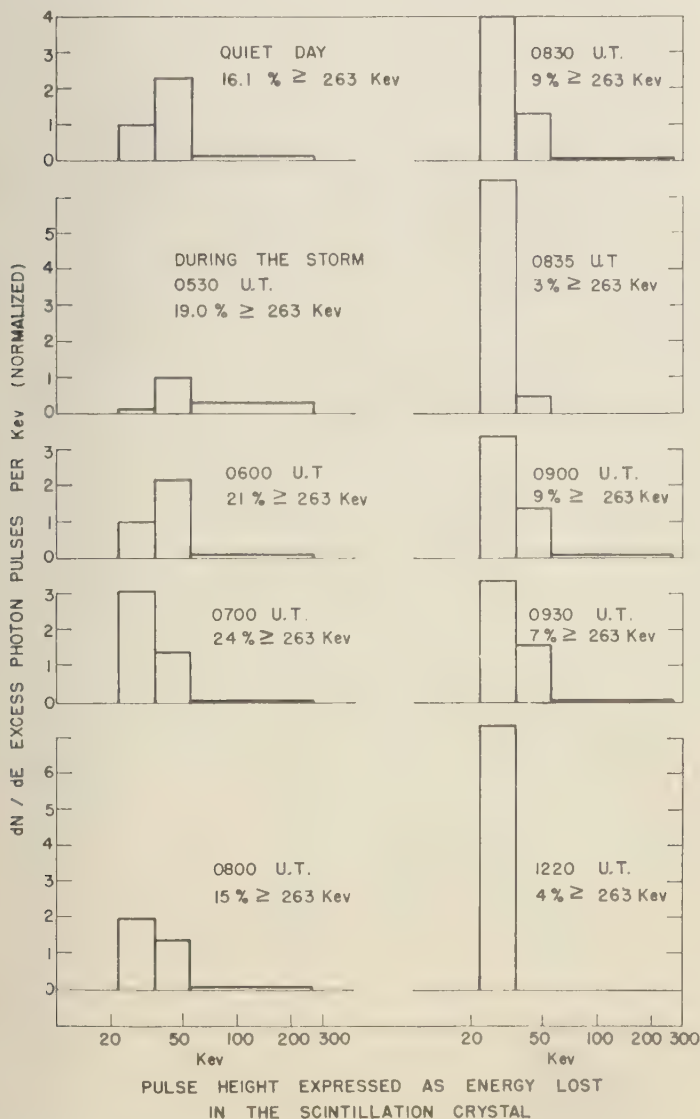 dN / dE EXCESS PHOTON PULSES PER Kev (NORMALIZED)
4
3
2
1
0
QUIET DAY
16.1 % ≥ 263 Kev
0830 U.T.
9% ≥ 263 Kev
5
4
3
2
1
0
DURING THE STORM
0530 U.T.
19.0 % ≥ 263 Kev
0835 U.T
3% ≥ 263 Kev
3
2
1
0
0600 U.T
21 % ≥ 263 Kev
0900 U.T.
9% ≥ 263 Kev
3
2
1
0
0700 U.T.
24 % ≥ 263 Kev
0930 U.T.
7% ≥ 263 Kev
6
5
4
3
2
1
0
0800 U.T.
15 % ≥ 263 Kev
1220 U.T.
4% ≥ 263 Kev
20 50 100 200 300
Kev
20 50 100 200 300
Kev
PULSE HEIGHT EXPRESSED AS ENERGY LOST
IN THE SCINTILLATION CRYSTAL